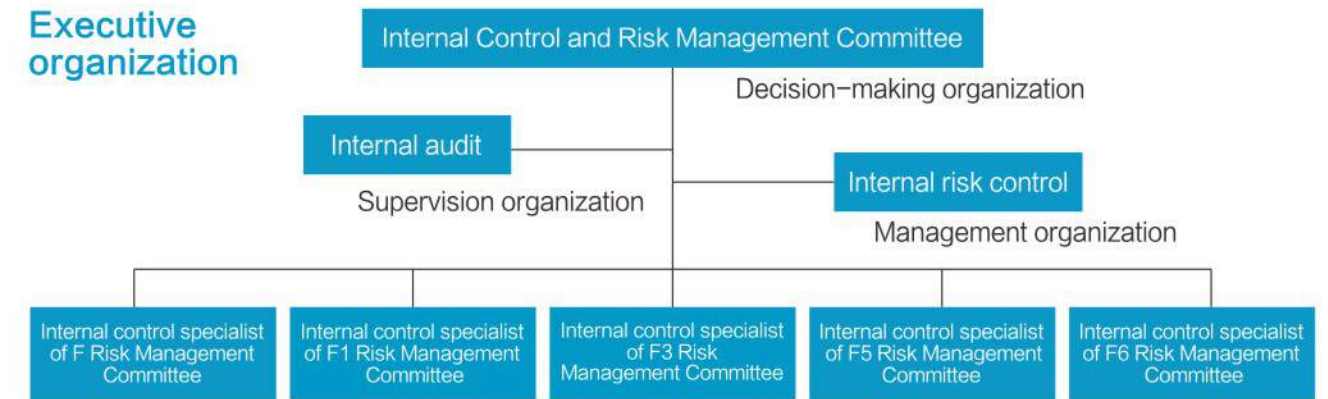 Executive
organization
Internal Control and Risk Management Committee
Decision-making organization
Internal audit
Supervision organization
Internal risk control
Management organization
Internal control specialist
of F Risk Management
Committee
Internal control specialist
of F1 Risk Management
Committee
Internal control specialist
of F3 Risk
Management Committee
Internal control specialist
of F5 Risk Management
Committee
Internal control specialist
of F6 Risk Management
Committee